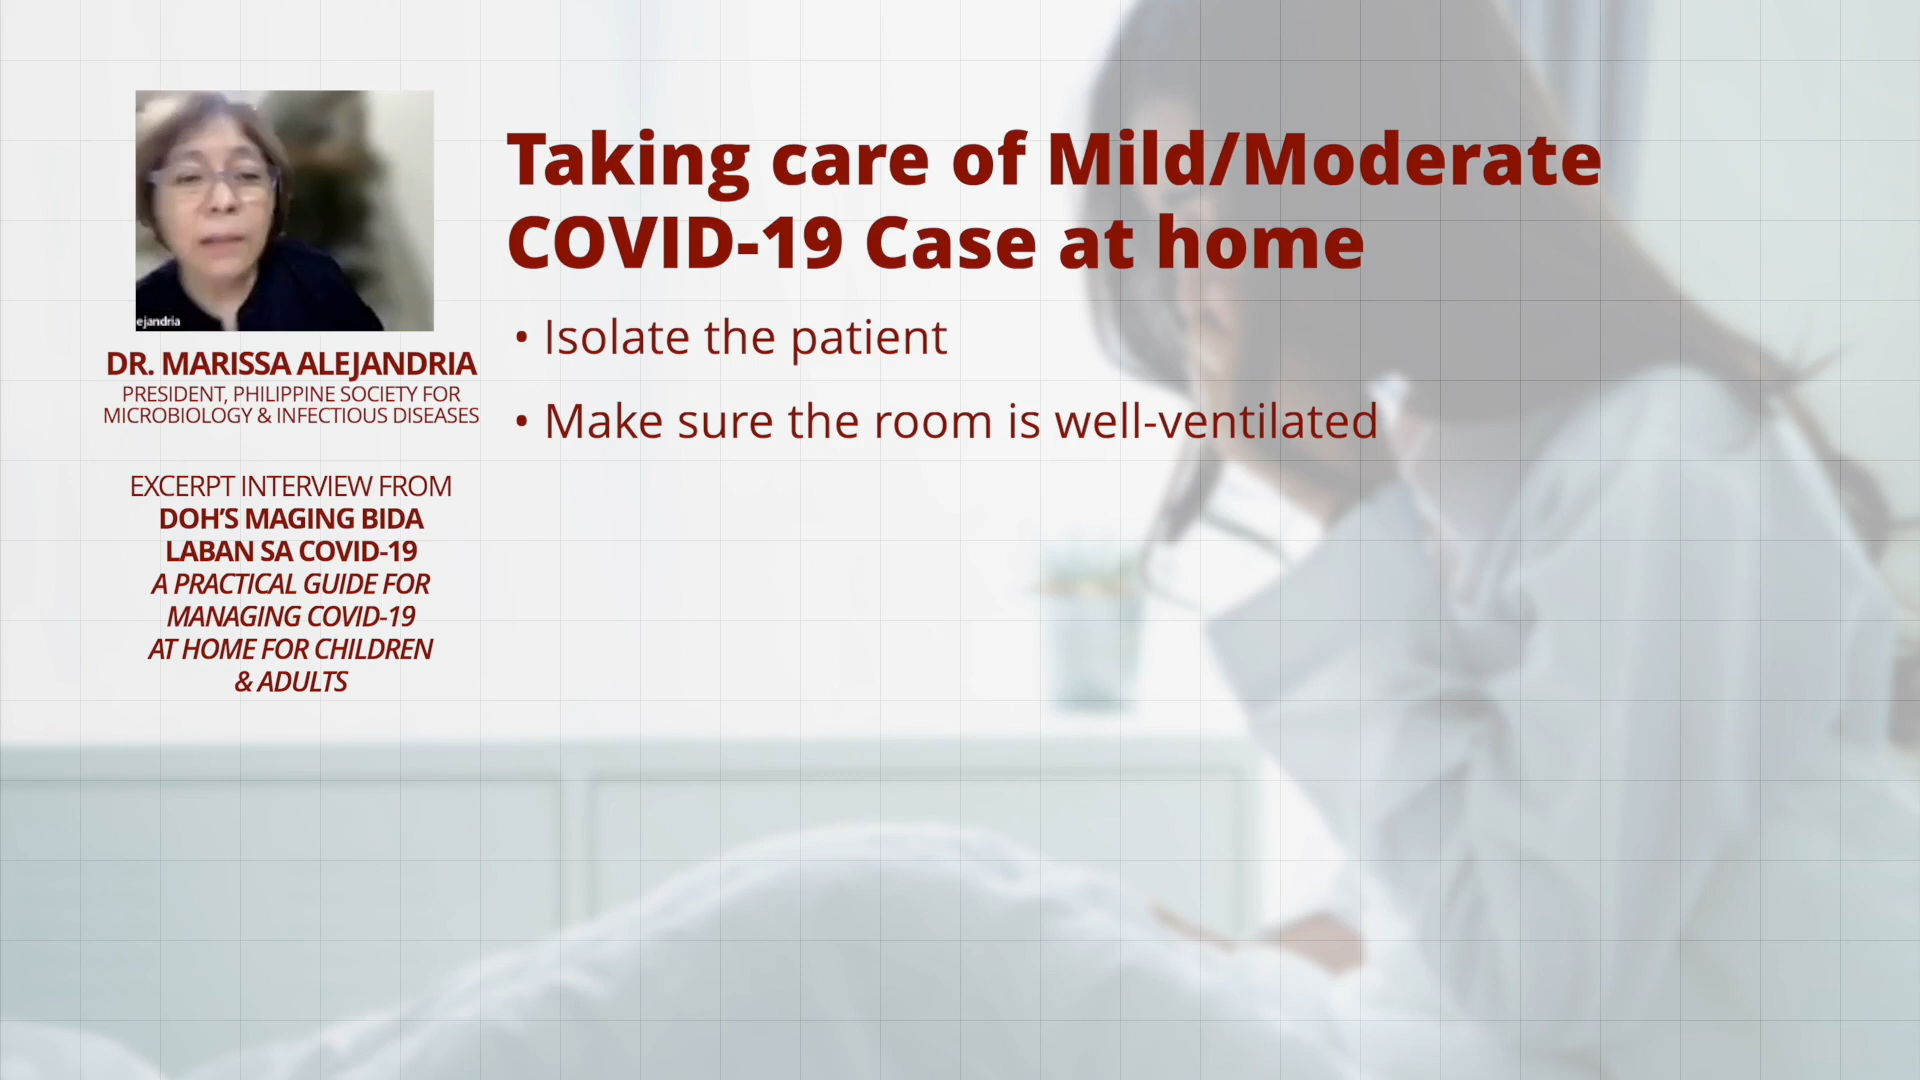 ejandria
DR. MARISSA ALEJANDRIA
PRESIDENT, PHILIPPINE SOCIETY FOR
MICROBIOLOGY & INFECTIOUS DISEASES
EXCERPT INTERVIEW FROM
DOH'S MAGING BIDA
LABAN SA COVID-19
A PRACTICAL GUIDE FOR
MANAGING COVID-19
AT HOME FOR CHILDREN
& ADULTS
Taking care of Mild/Moderate
COVID-19 Case at home
• Isolate the patient
• Make sure the room is well-ventilated